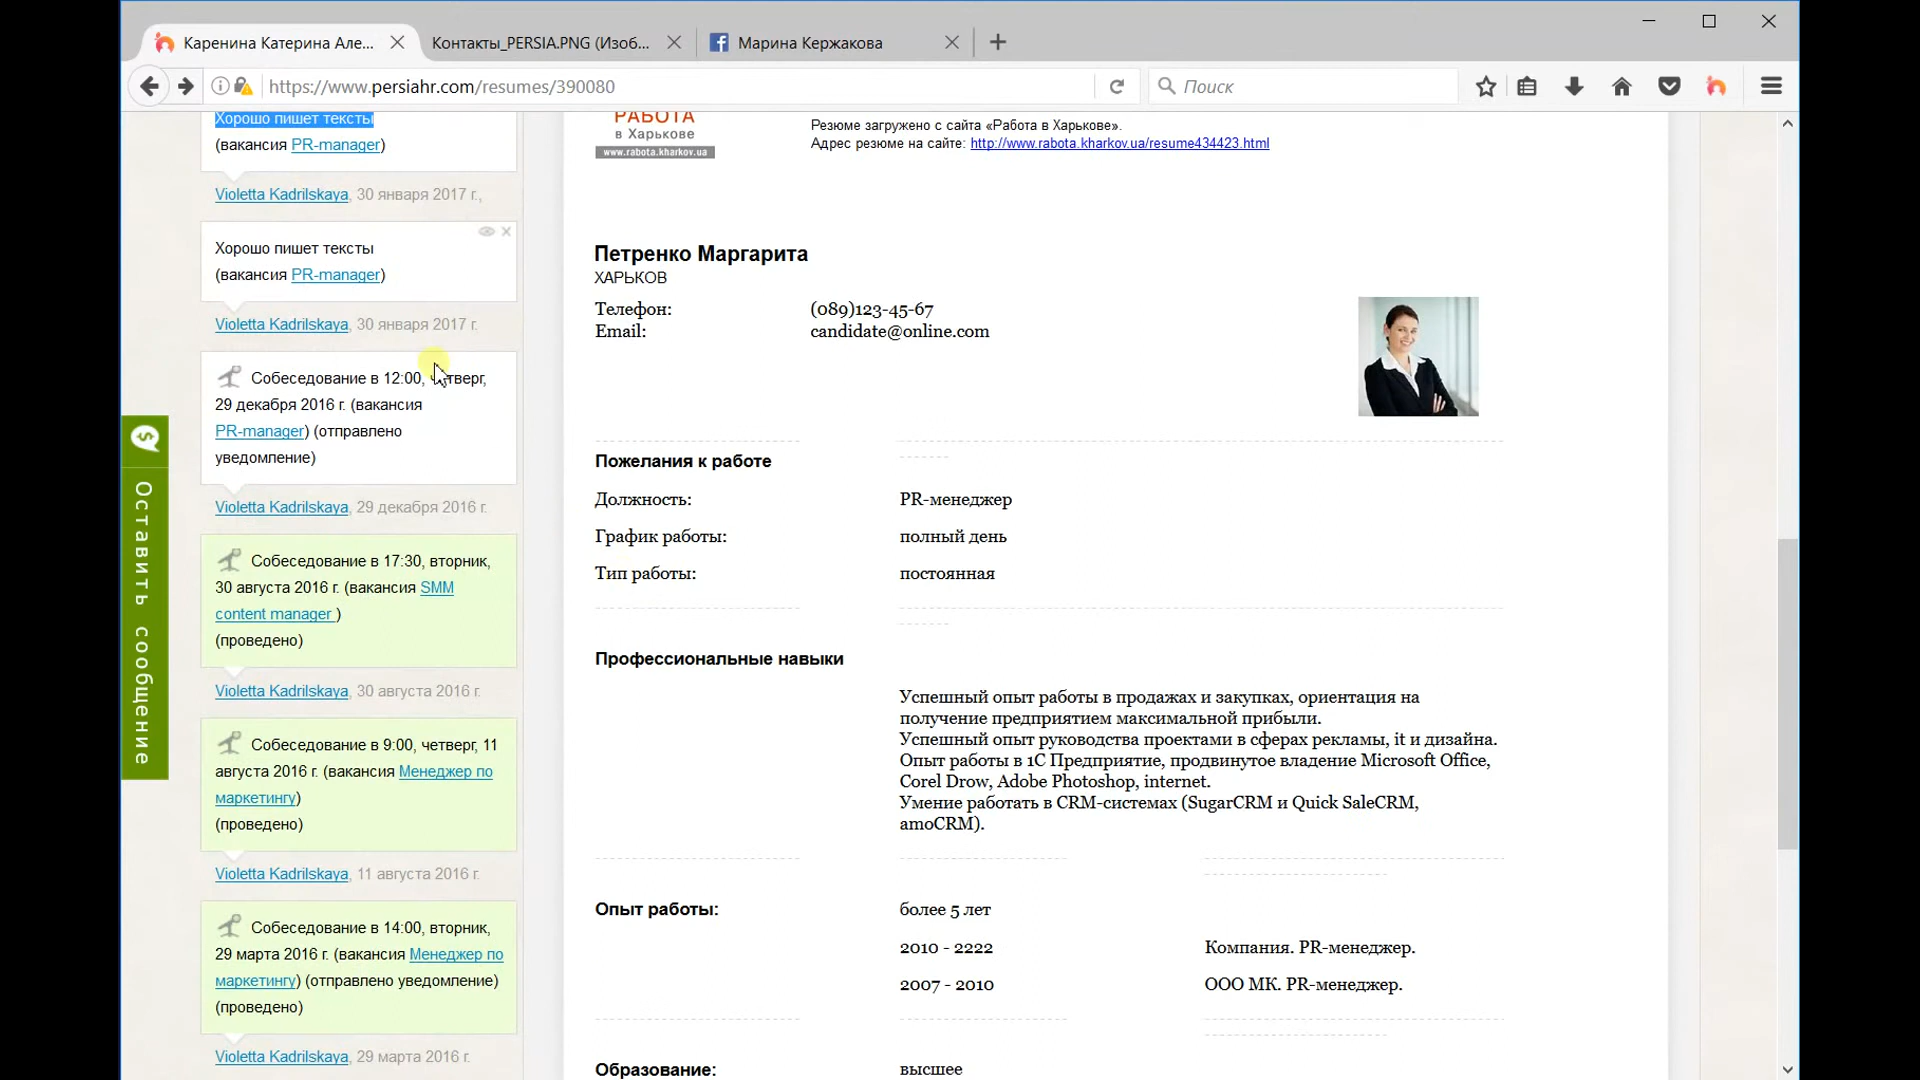 Каренина Катерина Але...
Контакты_PERSIA.PNG (Изоб...
Марина Кержакова
https://www.persiahr.com/resumes/390080
Поиск
Хорошо пишет тексты
(вакансия PR-manager)
Violetta Kadrilskaya, 30 января 2017 г.,
Хорошо пишет тексты
(вакансия PR-manager)
Violetta Kadrilskaya, 30 января 2017 г.
Собеседование в 12:00, четверг,
29 декабря 2016 г. (вакансия
PR-manager) (отправлено
уведомление)
Violetta Kadrilskaya, 29 декабря 2016 г.
Собеседование в 17:30, вторник,
30 августа 2016 г. (вакансия SMM
content manager )
(проведено)
Violetta Kadrilskaya, 30 августа 2016 г.
Собеседование в 9:00, четверг, 11
августа 2016 г. (вакансия Менеджер по
маркетингу)
(проведено)
Violetta Kadrilskaya, 11 августа 2016 г.
Собеседование в 14:00, вторник,
29 марта 2016 г. (вакансия Менеджер по
маркетингу) (отправлено уведомление)
(проведено)
Violetta Kadrilskaya, 29 марта 2016 г.
Оставить сообщение
РАБОТА
в Харькове
www.rabota.kharkov.ua
Резюме загружено с сайта «Работа в Харькове».
Адрес резюме на сайте: http://www.rabota.kharkov.ua/resume434423.html
Петренко Маргарита
ХАРЬКОВ
Телефон: (089)123-45-67
Email: candidate@online.com
Пожелания к работе
Должность: PR-менеджер
График работы: полный день
Тип работы: постоянная
Профессиональные навыки
Успешный опыт работы в продажах и закупках, ориентация на
получение предприятием максимальной прибыли.
Успешный опыт руководства проектами в сферах рекламы, it и дизайна.
Опыт работы в 1С Предприятие, продвинутое владение Microsoft Office,
Corel Drow, Adobe Photoshop, internet.
Умение работать в CRM-системах (SugarCRM и Quick SaleCRM,
amoCRM).
Опыт работы: более 5 лет
2010 - 2222 Компания. PR-менеджер.
2007 - 2010 ООО МК. PR-менеджер.
Образование: высшее